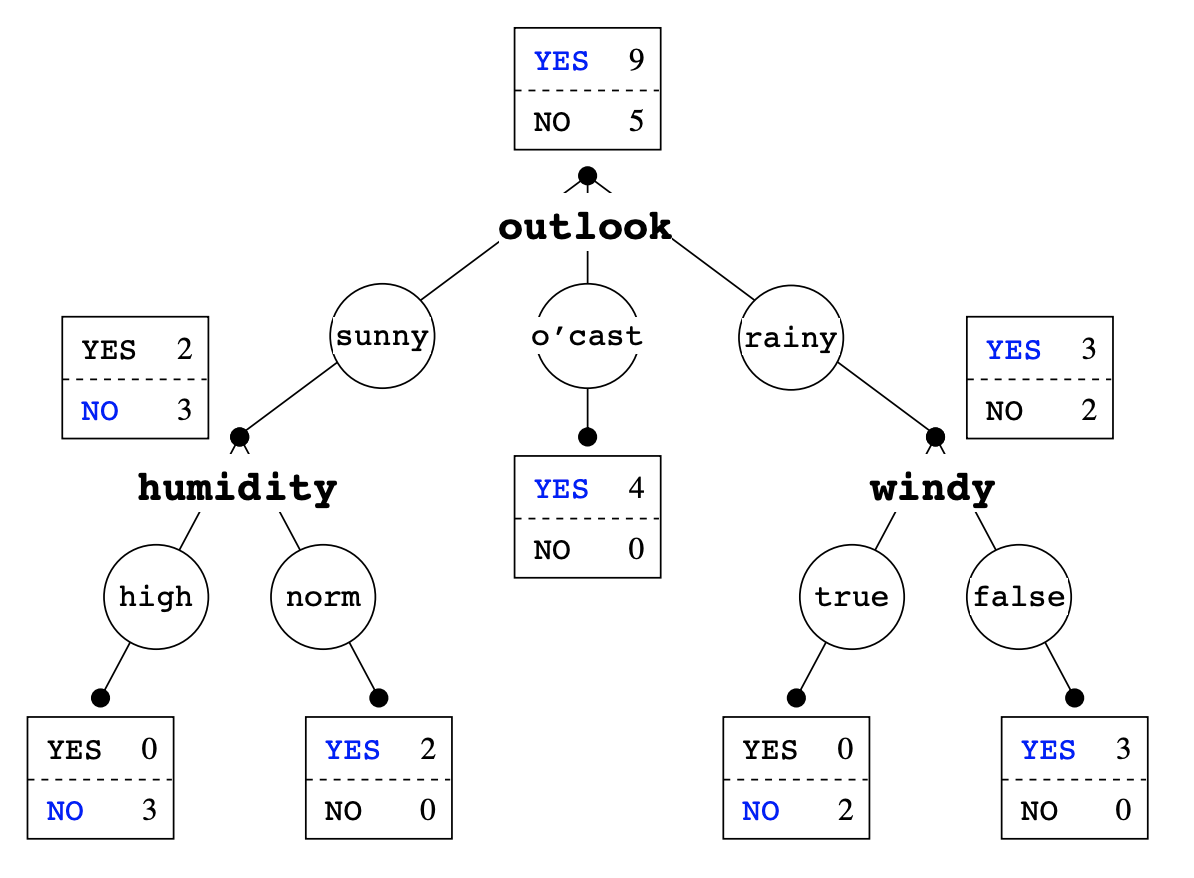 YES 9
NO 5
outlook
sunny o'cast rainy
YES 2
NO 3
YES 3
NO 2
humidity
YES 4
NO 0
windy
high norm true false
YES 0
NO 3
YES 2
NO 0
YES 0
NO 2
YES 3
NO 0